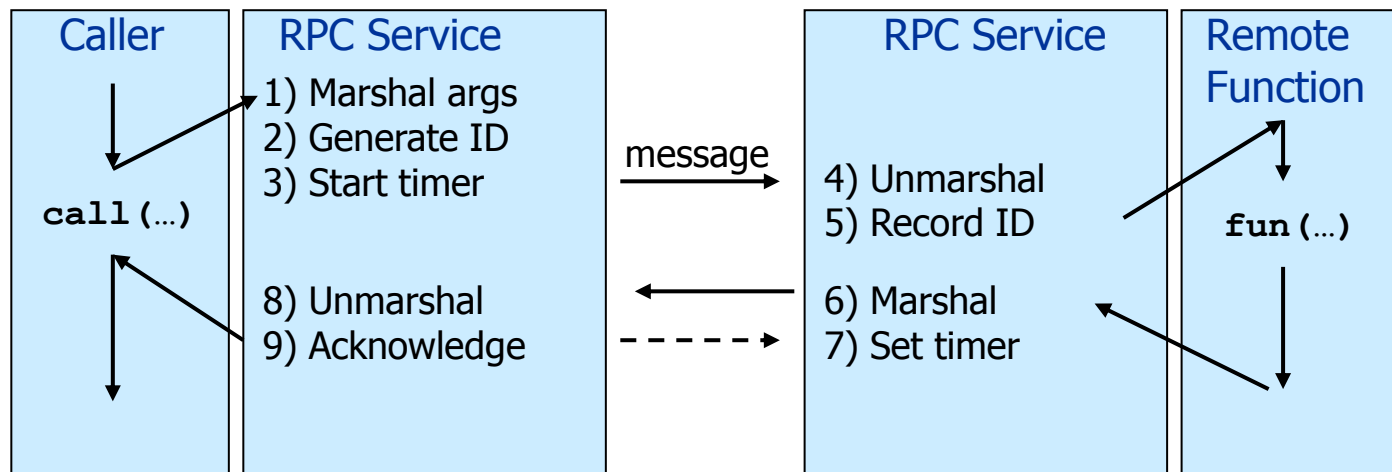 Caller
RPC Service
1) Marshal args
2) Generate ID
3) Start timer
call(…)
8) Unmarshal
9) Acknowledge
message
RPC Service
4) Unmarshal
5) Record ID
6) Marshal
7) Set timer
Remote
Function
fun(…)